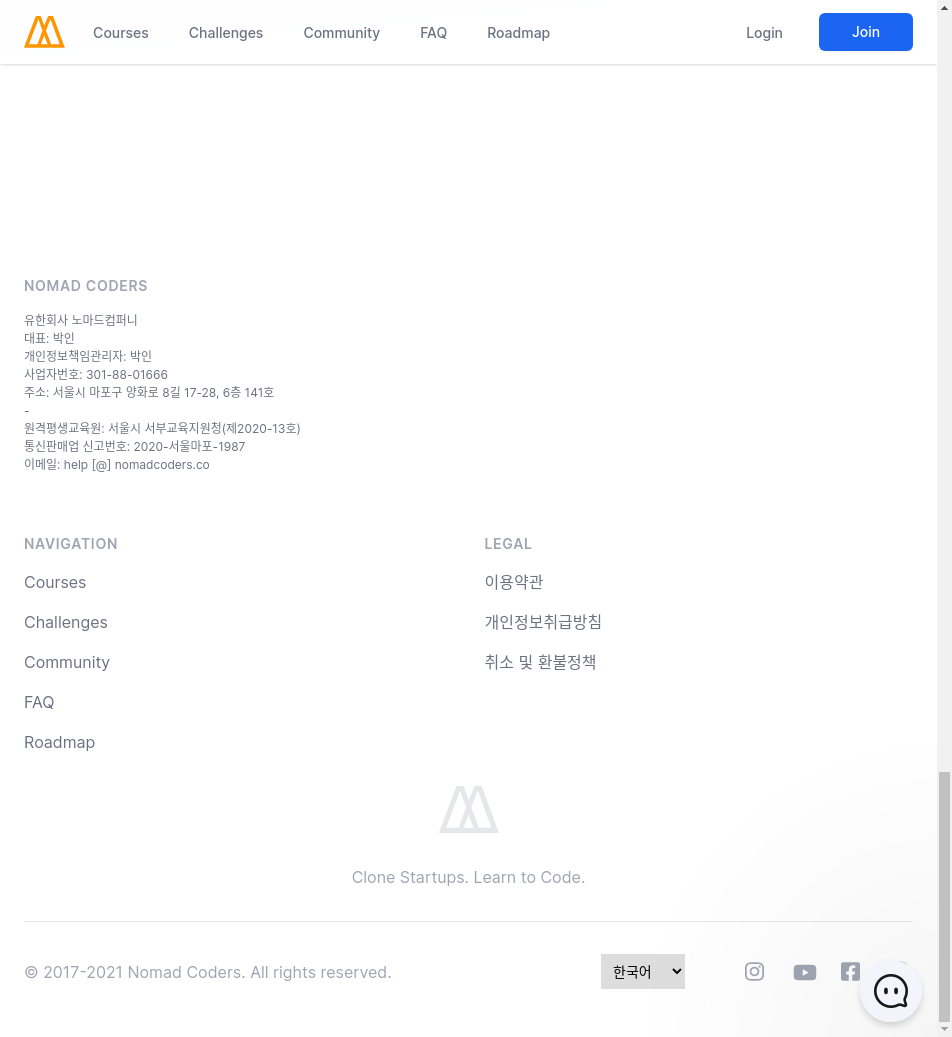 Courses Challenges Community FAQ Roadmap Login Join
NOMAD CODERS
유한회사 노마드컴퍼니
대표: 박인
개인정보책임관리자: 박인
사업자번호: 301-88-01666
주소: 서울시 마포구 양화로 8길 17-28, 6층 141호
-
원격평생교육원: 서울시 서부교육지원청(제2020-13호)
통신판매업 신고번호: 2020-서울마포-1987
이메일: help [@] nomadcoders.co
NAVIGATION
Courses
Challenges
Community
FAQ
Roadmap
LEGAL
이용약관
개인정보취급방침
취소 및 환불정책
Clone Startups. Learn to Code.
© 2017-2021 Nomad Coders. All rights reserved.
한국어